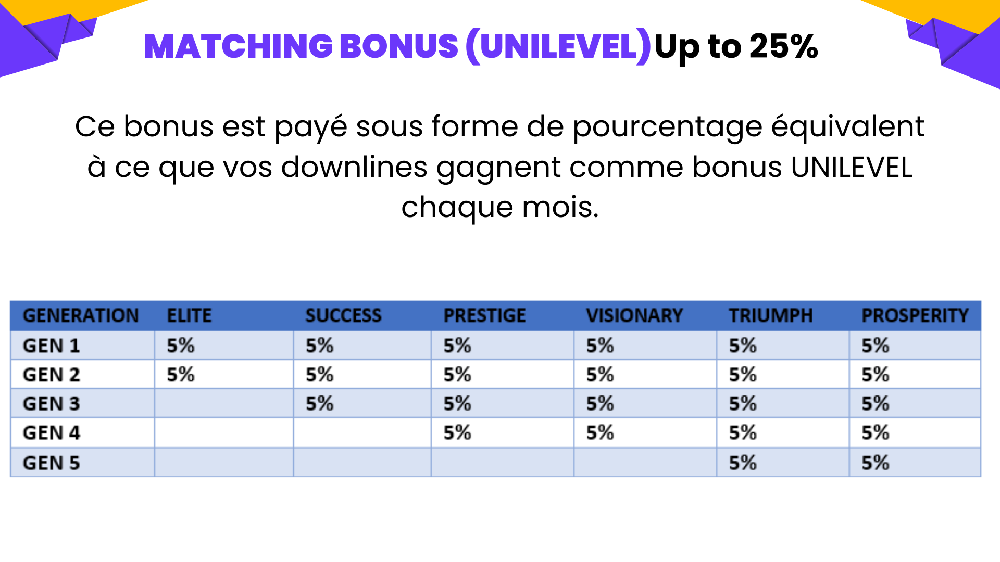 MATCHING BONUS (UNILEVEL) Up to 25%
Ce bonus est payé sous forme de pourcentage équivalent
à ce que vos downlines gagnent comme bonus UNILEVEL
chaque mois.
GENERATION ELITE SUCCESS PRESTIGE VISIONARY TRIUMPH PROSPERITY
GEN 1 5% 5% 5% 5% 5% 5%
GEN 2 5% 5% 5% 5% 5% 5%
GEN 3 5% 5% 5% 5% 5%
GEN 4 5% 5% 5% 5%
GEN 5 5% 5%